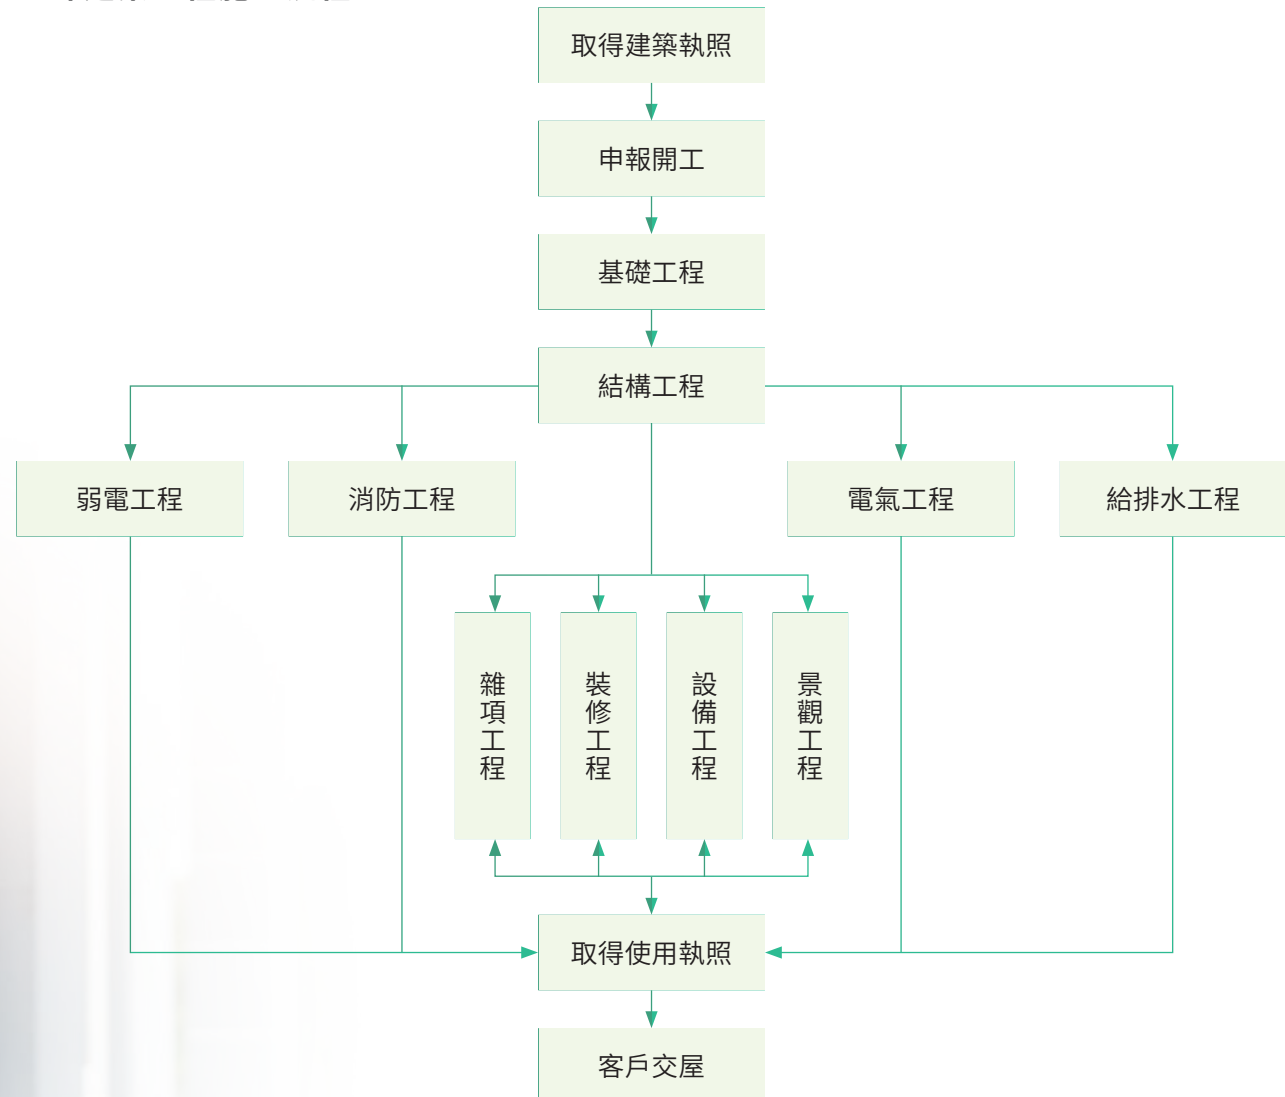 取得建築執照
申報開工
基礎工程
結構工程
弱電工程
消防工程
電氣工程
給排水工程
雜項工程
裝修工程
設備工程
景觀工程
取得使用執照
客戶交屋